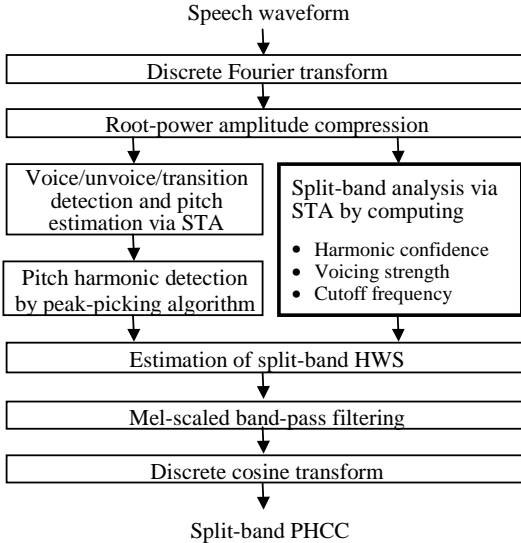 Speech waveform
Discrete Fourier transform
Root-power amplitude compression
Voice/unvoice/transition
detection and pitch
estimation via STA
Pitch harmonic detection
by peak-picking algorithm
Split-band analysis via
STA by computing
• Harmonic confidence
• Voicing strength
• Cutoff frequency
Estimation of split-band HWS
Mel-scaled band-pass filtering
Discrete cosine transform
Split-band PHCC